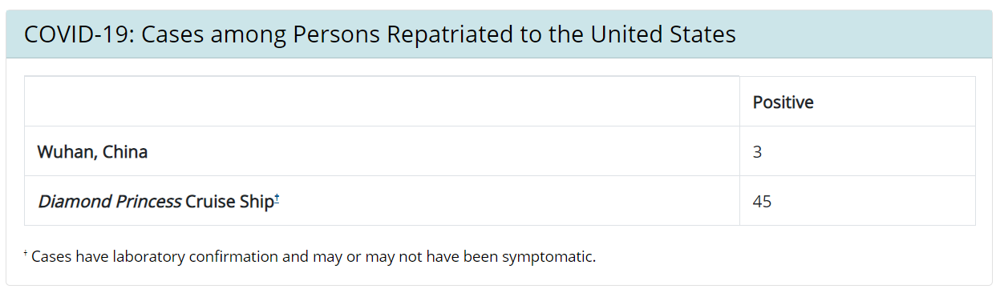 COVID-19: Cases among Persons Repatriated to the United States
Positive
Wuhan, China 3
Diamond Princess Cruise Ship† 45
† Cases have laboratory confirmation and may or may not have been symptomatic.